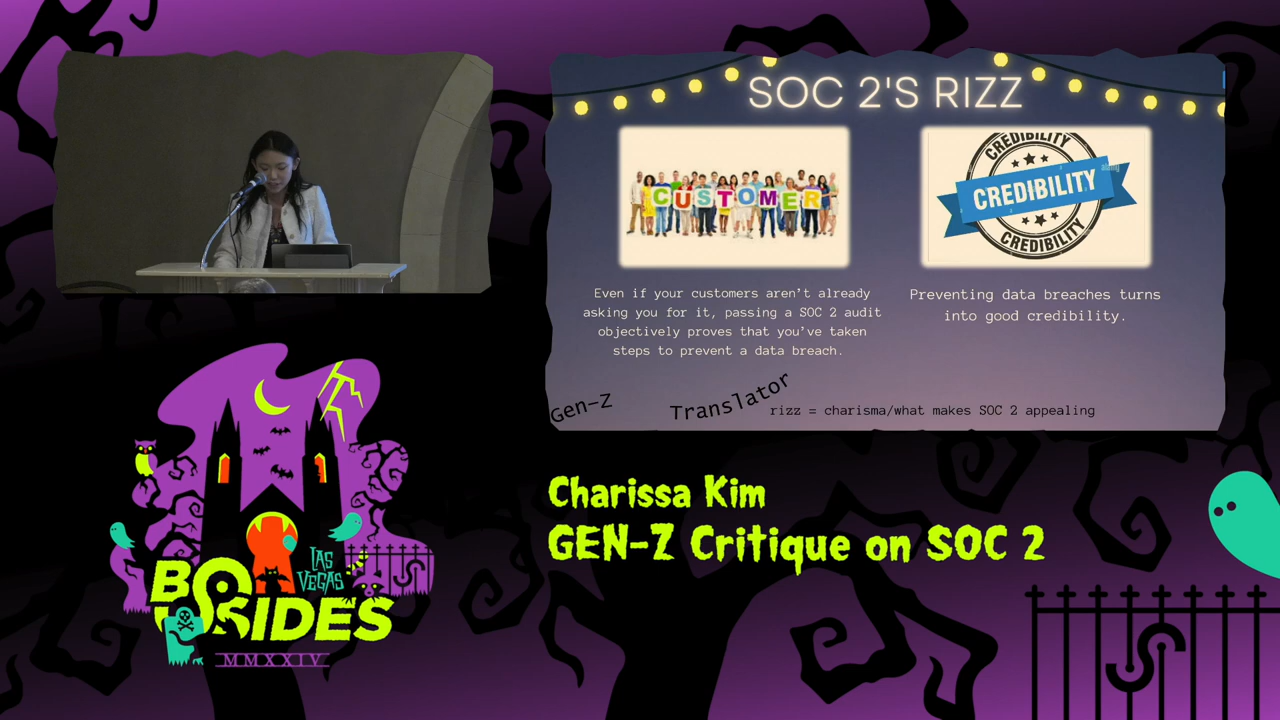 SOC 2'S RIZZ
CUSTOMER
CREDIBILITY
CREDIBILITY
CREDIBILITY
Even if your customers aren't already
asking you for it, passing a SOC 2 audit
objectively proves that you've taken
steps to prevent a data breach.
Preventing data breaches turns
into good credibility.
Gen-Z Translator
rizz = charisma/what makes SOC 2 appealing
Charissa Kim
GEN-Z Critique on SOC 2
LAS
VEGAS
BSIDES
MMXXIV